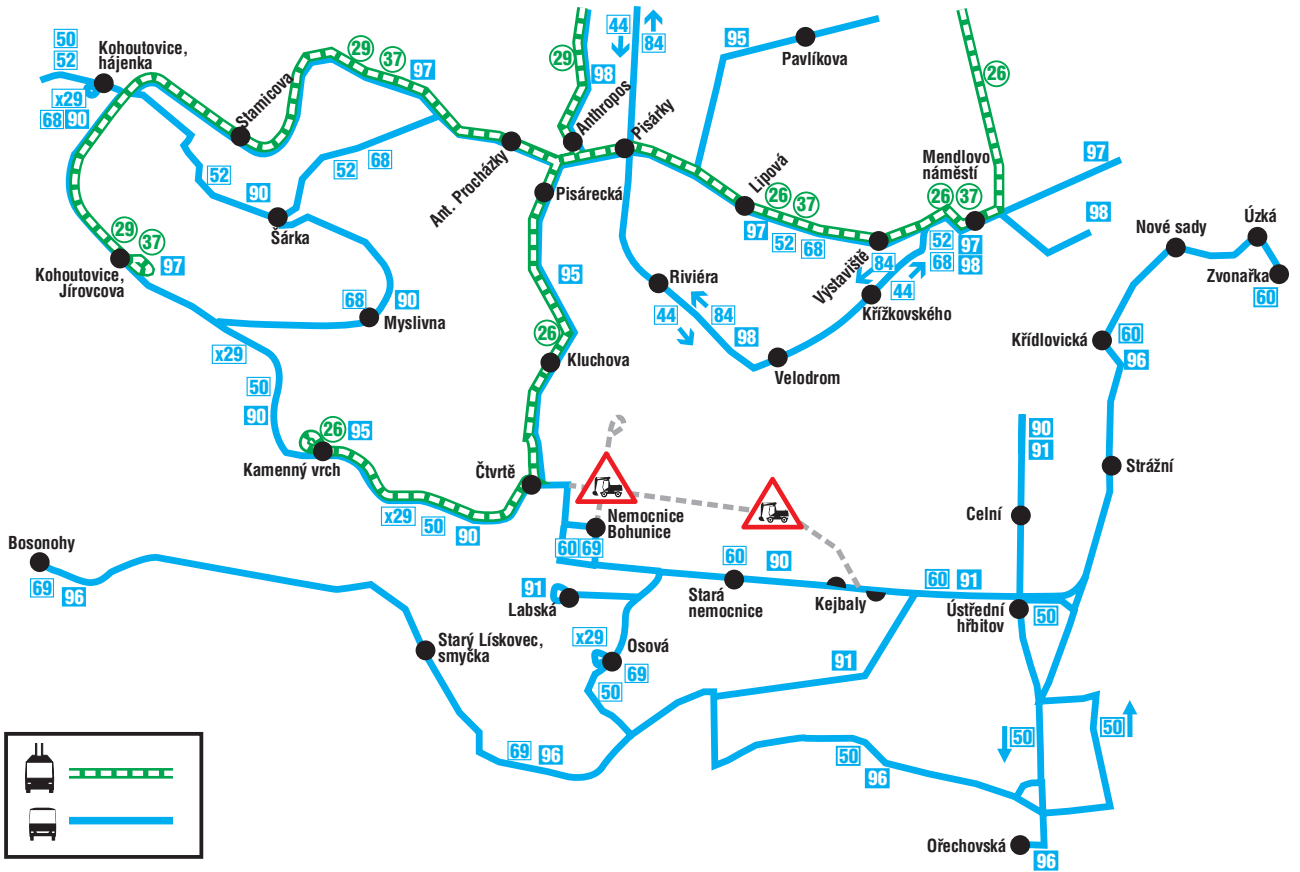 50
52
Kohoutovice,
hájenka
x29
68 90
Stamicova
29
37
97
29
98
Anthropos
44
84
Pisárky
95
Pavlíkova
26
52
90
Šárka
52
68
Ant. Procházky
Pisárecká
Lipová
26
37
97
52
68
Mendlovo
náměstí
26
37
97
98
29
37
97
Kohoutovice,
Jírovcova
68
90
Myslivna
95
Riviéra
44
84
98
Velodrom
Výstaviště
84
44
52
68
97
98
Křížkovského
Nové sady
Úzká
Zvonařka
60
Křídlovická
60
96
x29
50
90
26
Kluchova
26
95
Kamenný vrch
x29
50
90
Čtvrtě
Nemocnice
Bohunice
60 69
90
91
Celní
Strážní
Bosonohy
69
96
91
Labská
60
90
Stará
nemocnice
Kejbaly
60
91
Ústřední
hřbitov
50
Starý Lískovec,
smyčka
x29
Osová
69
50
91
69
96
50
96
50
50
Ořechovská
96